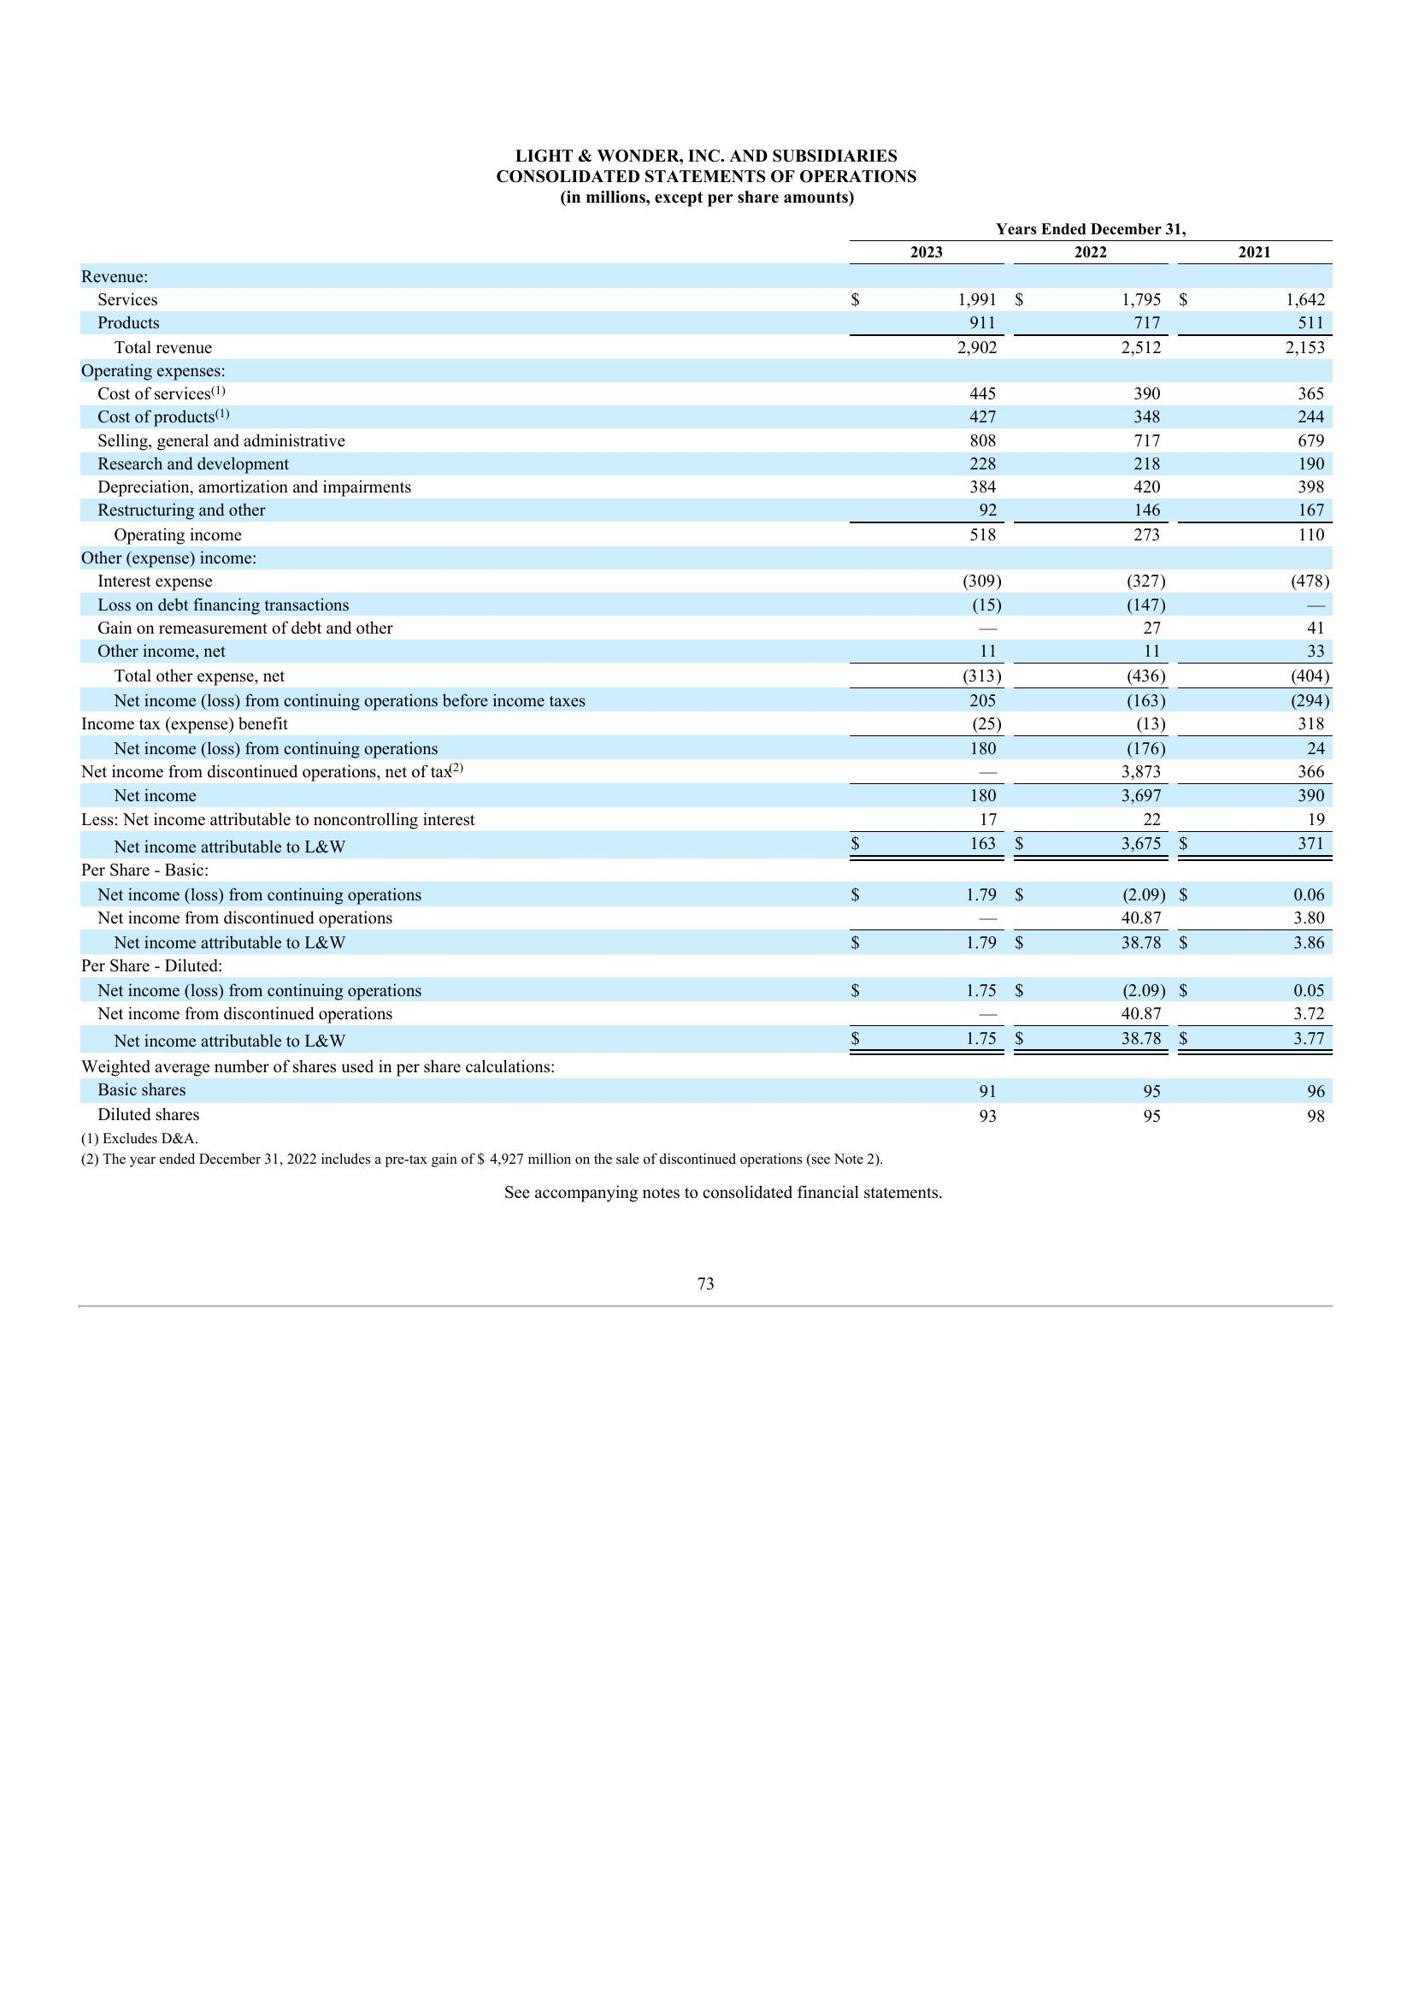 LIGHT & WONDER, INC. AND SUBSIDIARIES
CONSOLIDATED STATEMENTS OF OPERATIONS
(in millions, except per share amounts)
Years Ended December 31,
2023 2022 2021
Revenue:
Services $ 1,991 $ 1,795 $ 1,642
Products 911 717 511
Total revenue 2,902 2,512 2,153
Operating expenses:
Cost of services(1) 445 390 365
Cost of products(1) 427 348 244
Selling, general and administrative 808 717 679
Research and development 228 218 190
Depreciation, amortization and impairments 384 420 398
Restructuring and other 92 146 167
Operating income 518 273 110
Other (expense) income:
Interest expense (309) (327) (478)
Loss on debt financing transactions (15) (147) —
Gain on remeasurement of debt and other — 27 41
Other income, net 11 11 33
Total other expense, net (313) (436) (404)
Net income (loss) from continuing operations before income taxes 205 (163) (294)
Income tax (expense) benefit (25) (13) 318
Net income (loss) from continuing operations 180 (176) 24
Net income from discontinued operations, net of tax(2) — 3,873 366
Net income 180 3,697 390
Less: Net income attributable to noncontrolling interest 17 22 19
Net income attributable to L&W $ 163 $ 3,675 $ 371
Per Share - Basic:
Net income (loss) from continuing operations $ 1.79 $ (2.09) $ 0.06
Net income from discontinued operations — 40.87 3.80
Net income attributable to L&W $ 1.79 $ 38.78 $ 3.86
Per Share - Diluted:
Net income (loss) from continuing operations $ 1.75 $ (2.09) $ 0.05
Net income from discontinued operations — 40.87 3.72
Net income attributable to L&W $ 1.75 $ 38.78 $ 3.77
Weighted average number of shares used in per share calculations:
Basic shares 91 95 96
Diluted shares 93 95 98
(1) Excludes D&A.
(2) The year ended December 31, 2022 includes a pre-tax gain of $ 4,927 million on the sale of discontinued operations (see Note 2).
See accompanying notes to consolidated financial statements.
73